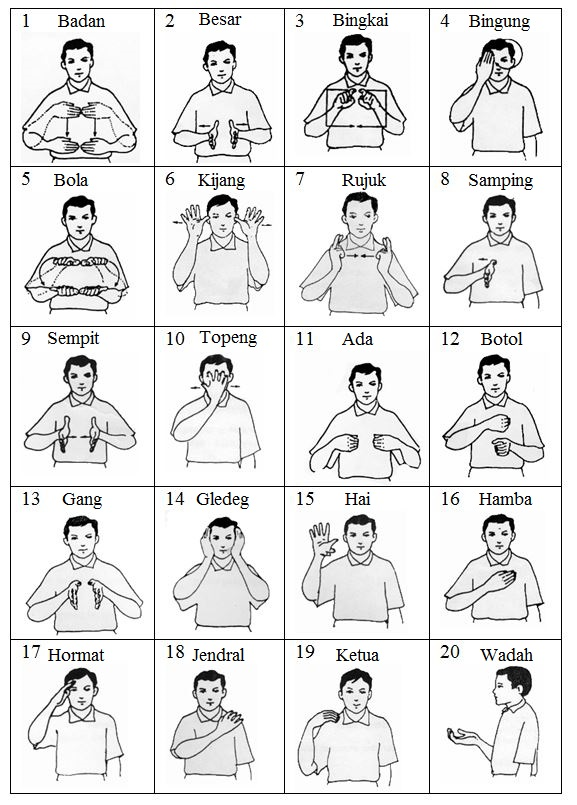 1 Badan
2 Besar
3 Bingkai
4 Bingung
5 Bola
6 Kijang
7 Rujuk
8 Samping
9 Sempit
10 Topeng
11 Ada
12 Botol
13 Gang
14 Gledeg
15 Hai
16 Hamba
17 Hormat
18 Jendral
19 Ketua
20 Wadah